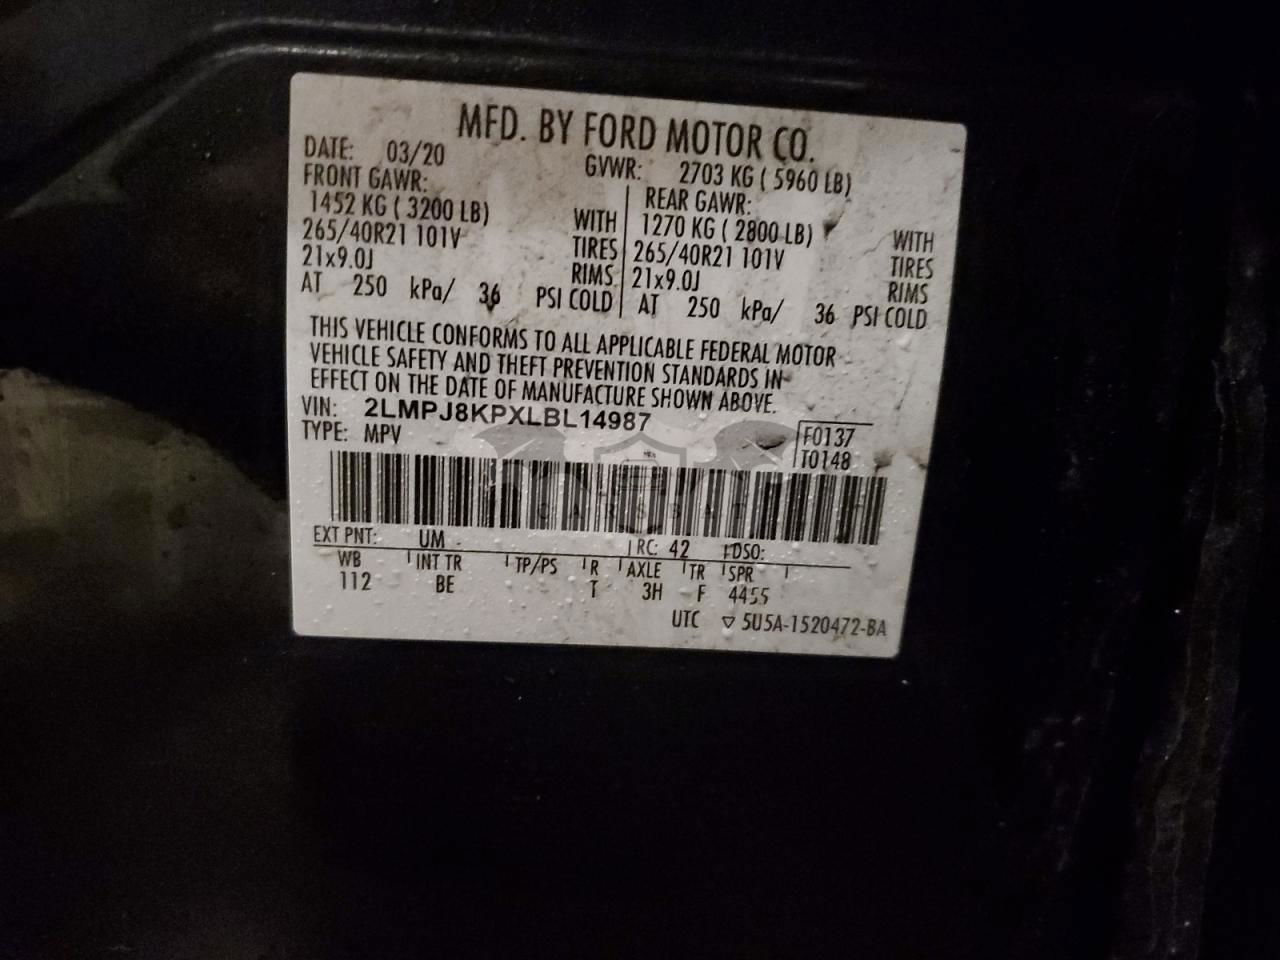 MFD. BY FORD MOTOR CO.
DATE: 03/20 GVWR: 2703 KG ( 5960 LB)
FRONT GAWR: REAR GAWR:
1452 KG ( 3200 LB) WITH 1270 KG ( 2800 LB) WITH
265/40R21 101V TIRES 265/40R21 101V TIRES
21x9.0J RIMS 21x9.0J RIMS
AT 250 kPa/ 36 PSI COLD AT 250 kPa/ 36 PSI COLD
THIS VEHICLE CONFORMS TO ALL APPLICABLE FEDERAL MOTOR
VEHICLE SAFETY AND THEFT PREVENTION STANDARDS IN
EFFECT ON THE DATE OF MANUFACTURE SHOWN ABOVE.
VIN: 2LMPJ8KPXLBL14987
TYPE: MPV
F0137
T0148
EXT PNT: UM RC: 42 DSO:
WB INT TR TP/PS R AXLE TR SPR
112 BE T 3H F 4455
UTC ▽ 5U5A-1520472-BA